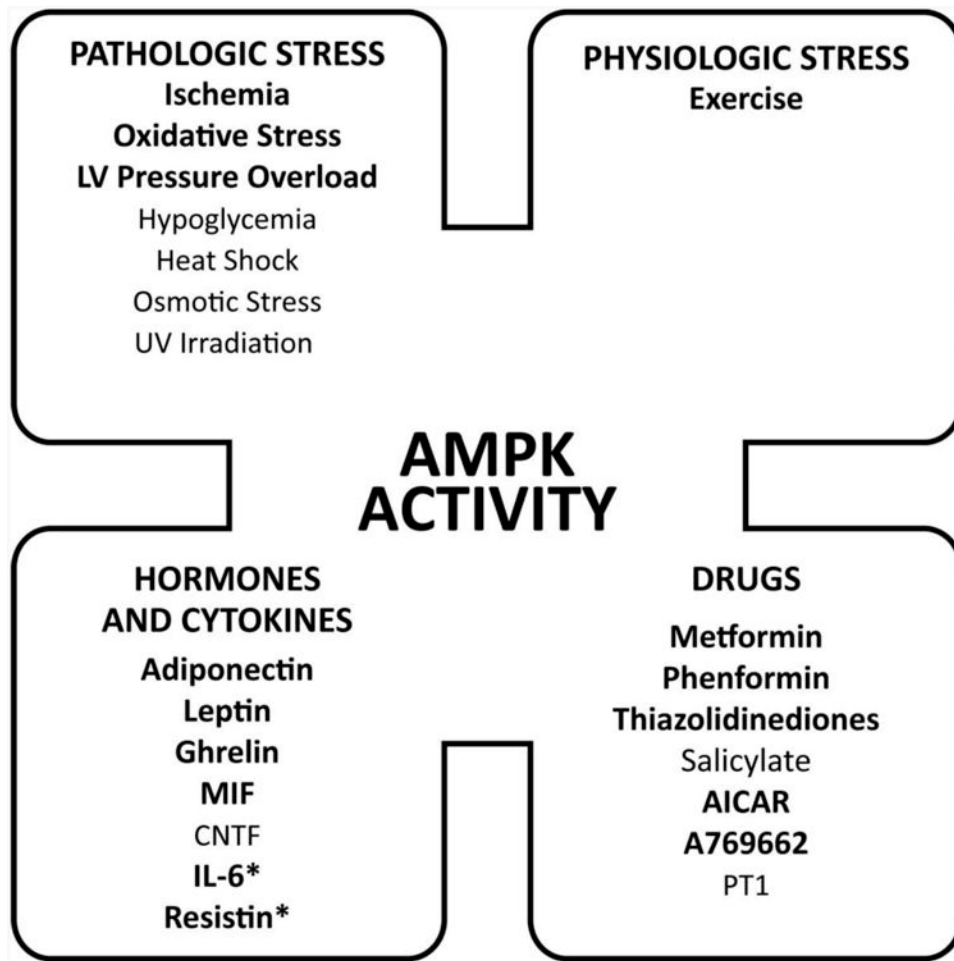 PATHOLOGIC STRESS
Ischemia
Oxidative Stress
LV Pressure Overload
Hypoglycemia
Heat Shock
Osmotic Stress
UV Irradiation
PHYSIOLOGIC STRESS
Exercise
AMPK
ACTIVITY
HORMONES
AND CYTOKINES
Adiponectin
Leptin
Ghrelin
MIF
CNTF
IL-6*
Resistin*
DRUGS
Metformin
Phenformin
Thiazolidinediones
Salicylate
AICAR
A769662
PT1